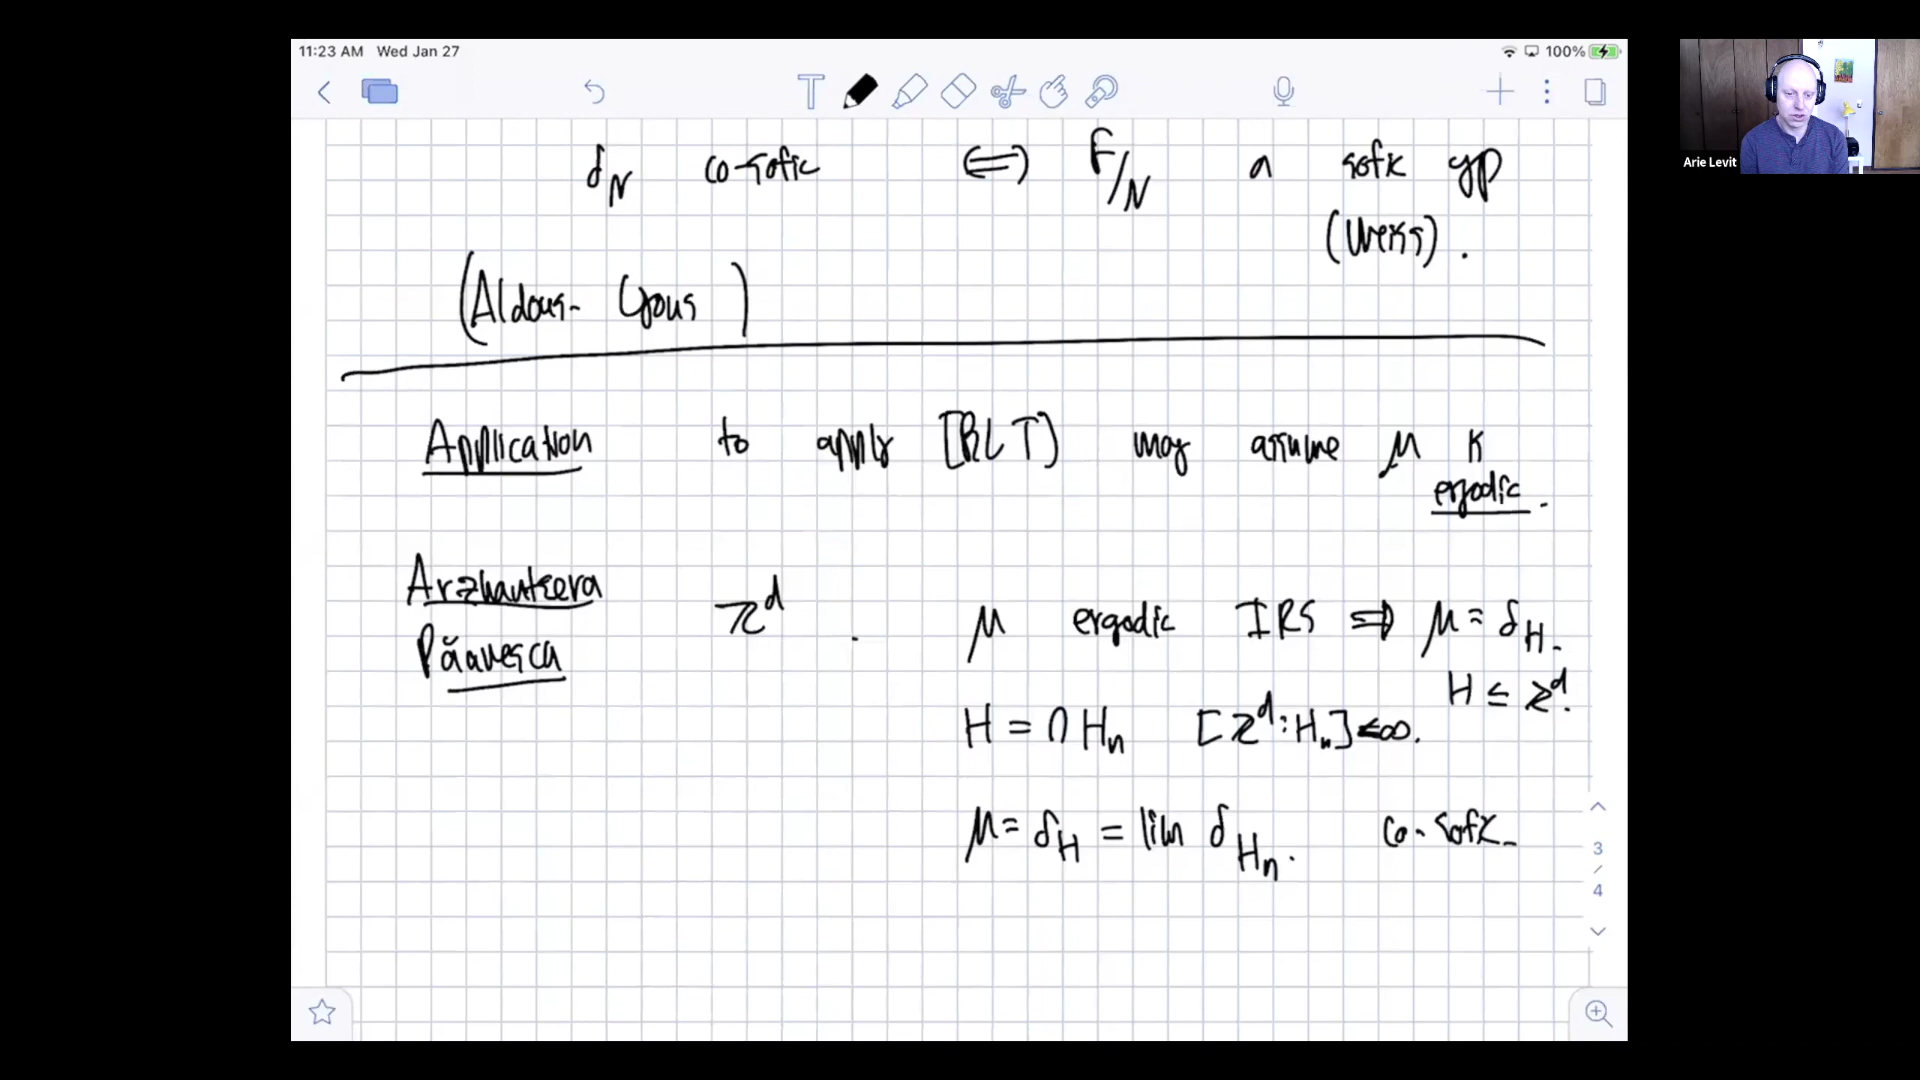 11:23 AM Wed Jan 27
100%
δ_N co-sofic ⟺ F/N a sofic gp
(Weiss).
(Aldous-Lyons)
Application to apply [BLT] may assume μ is
ergodic.
Arzhantseva
Păunescu
ℤ^d . μ ergodic IRS ⟹ μ = δ_H.
H ≤ ℤ^d.
H = ∩ H_n [ℤ^d : H_n] < ∞.
μ = δ_H = lim δ_{H_n}. co-sofic.
3
/
4
Arie Levit